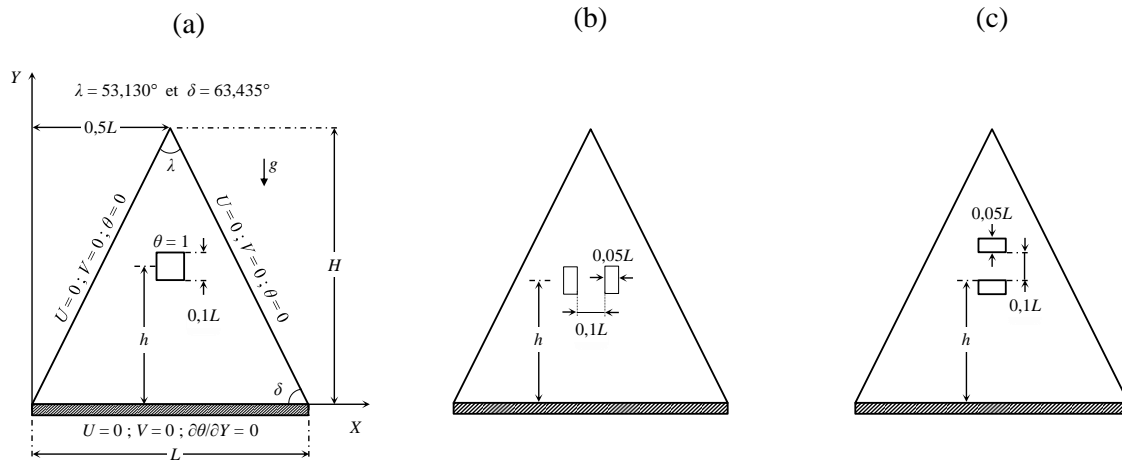 (a)
(b)
(c)
Y
λ = 53,130° et δ = 63,435°
0,5L
λ
g
U = 0 ; V = 0 ; θ = 0
U = 0 ; V = 0 ; θ = 0
θ = 1
H
0,1L
h
δ
X
U = 0 ; V = 0 ; ∂θ/∂Y = 0
L
0,05L
0,1L
h
0,05L
0,1L
h